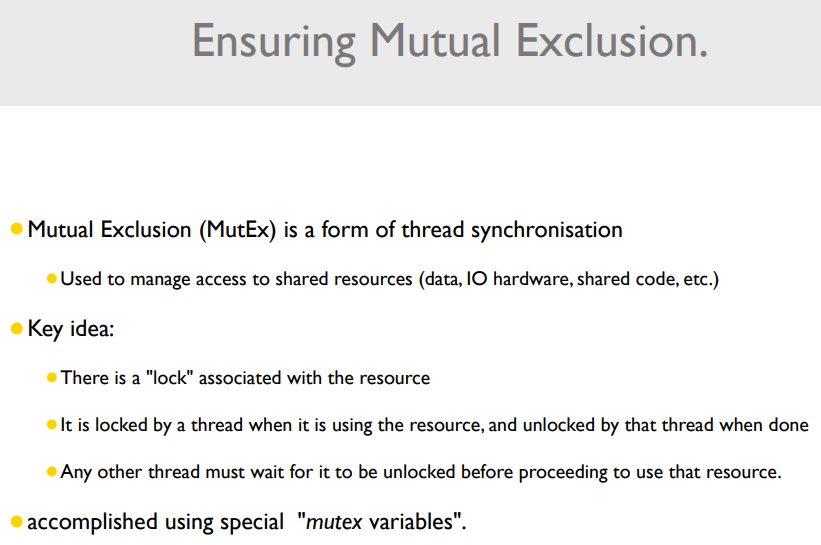 Ensuring Mutual Exclusion.
Mutual Exclusion (MutEx) is a form of thread synchronisation
Used to manage access to shared resources (data, IO hardware, shared code, etc.)
Key idea:
There is a "lock" associated with the resource
It is locked by a thread when it is using the resource, and unlocked by that thread when done
Any other thread must wait for it to be unlocked before proceeding to use that resource.
accomplished using special "mutex variables".